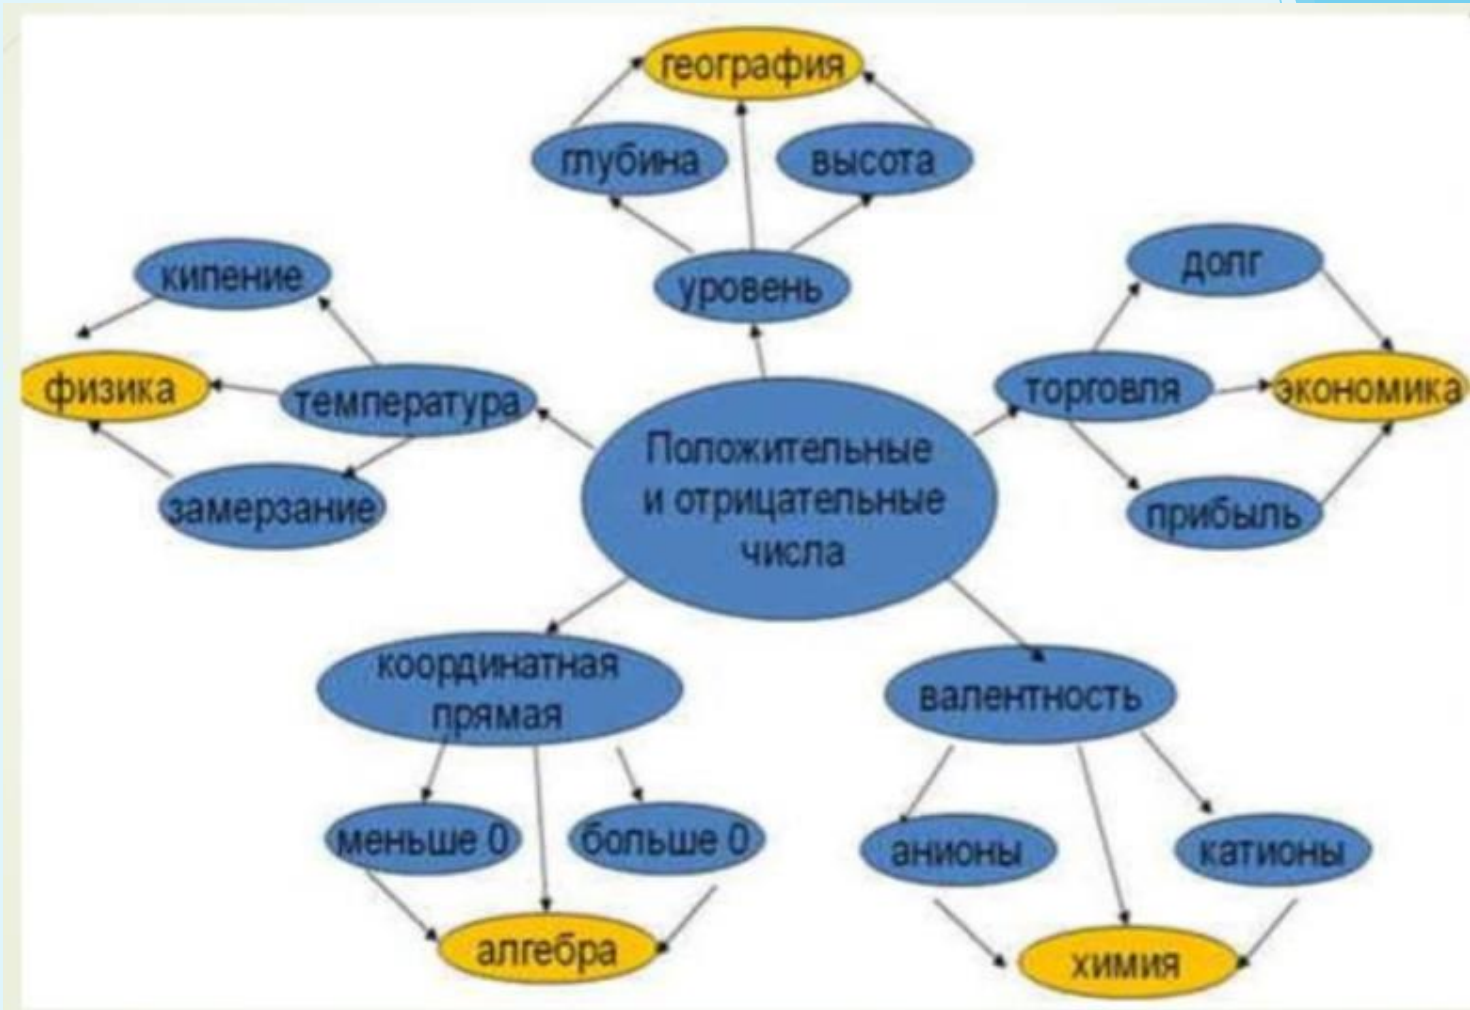 география
глубина
высота
уровень
кипение
физика
температура
замерзание
долг
торговля
экономика
прибыль
Положительные
и отрицательные
числа
координатная
прямая
меньше 0
больше 0
алгебра
валентность
анионы
катионы
химия